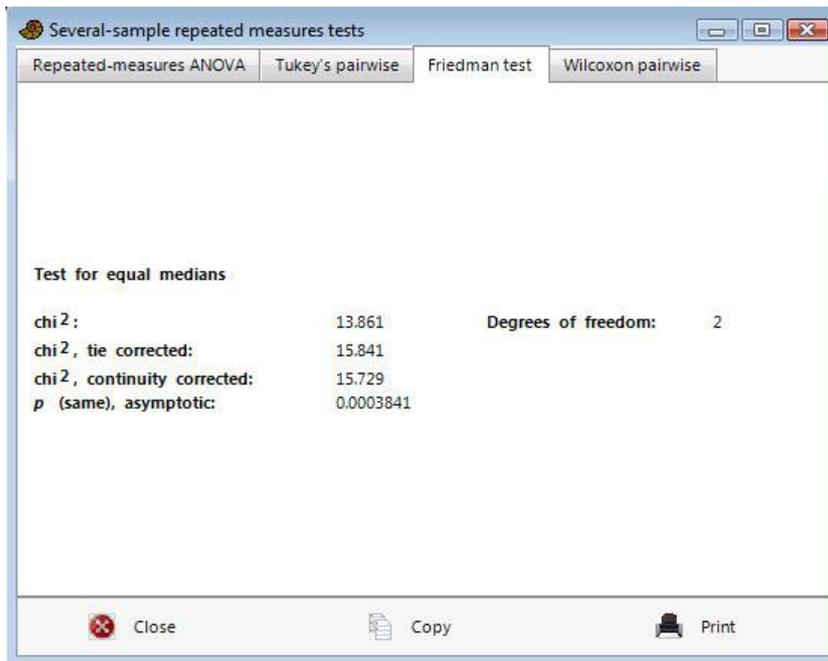 Several-sample repeated measures tests
Repeated-measures ANOVA Tukey's pairwise Friedman test Wilcoxon pairwise
Test for equal medians
chi2: 13.861 Degrees of freedom: 2
chi2, tie corrected: 15.841
chi2, continuity corrected: 15.729
p (same), asymptotic: 0.0003841
Close Copy Print